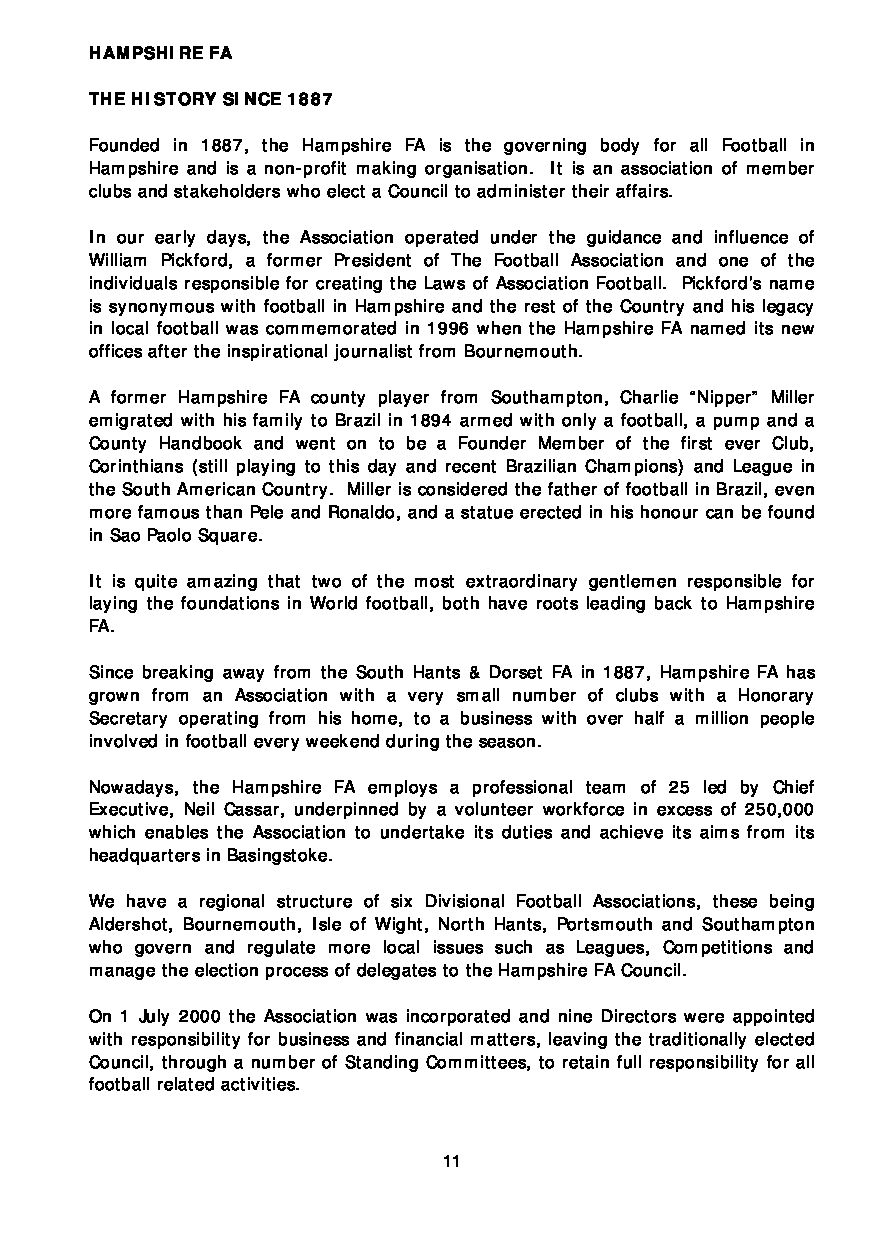 HAMPSHIRE FA
THE HISTORY SINCE 1887
Founded in 1887, the Hampshire FA is the governing body for all Football in
Hampshire and is a non-profit making organisation. It is an association of member
clubs and stakeholders who elect a Council to administer their affairs.
In our early days, the Association operated under the guidance and influence of
William Pickford, a former President of The Football Association and one of the
individuals responsible for creating the Laws of Association Football. Pickford's name
is synonymous with football in Hampshire and the rest of the Country and his legacy
in local football was commemorated in 1996 when the Hampshire FA named its new
offices after the inspirational journalist from Bournemouth.
A former Hampshire FA county player from Southampton, Charlie “Nipper” Miller
emigrated with his family to Brazil in 1894 armed with only a football, a pump and a
County Handbook and went on to be a Founder Member of the first ever Club,
Corinthians (still playing to this day and recent Brazilian Champions) and League in
the South American Country. Miller is considered the father of football in Brazil, even
more famous than Pele and Ronaldo, and a statue erected in his honour can be found
in Sao Paolo Square.
It is quite amazing that two of the most extraordinary gentlemen responsible for
laying the foundations in World football, both have roots leading back to Hampshire
FA.
Since breaking away from the South Hants & Dorset FA in 1887, Hampshire FA has
grown from an Association with a very small number of clubs with a Honorary
Secretary operating from his home, to a business with over half a million people
involved in football every weekend during the season.
Nowadays, the Hampshire FA employs a professional team of 25 led by Chief
Executive, Neil Cassar, underpinned by a volunteer workforce in excess of 250,000
which enables the Association to undertake its duties and achieve its aims from its
headquarters in Basingstoke.
We have a regional structure of six Divisional Football Associations, these being
Aldershot, Bournemouth, Isle of Wight, North Hants, Portsmouth and Southampton
who govern and regulate more local issues such as Leagues, Competitions and
manage the election process of delegates to the Hampshire FA Council.
On 1 July 2000 the Association was incorporated and nine Directors were appointed
with responsibility for business and financial matters, leaving the traditionally elected
Council, through a number of Standing Committees, to retain full responsibility for all
football related activities.
11